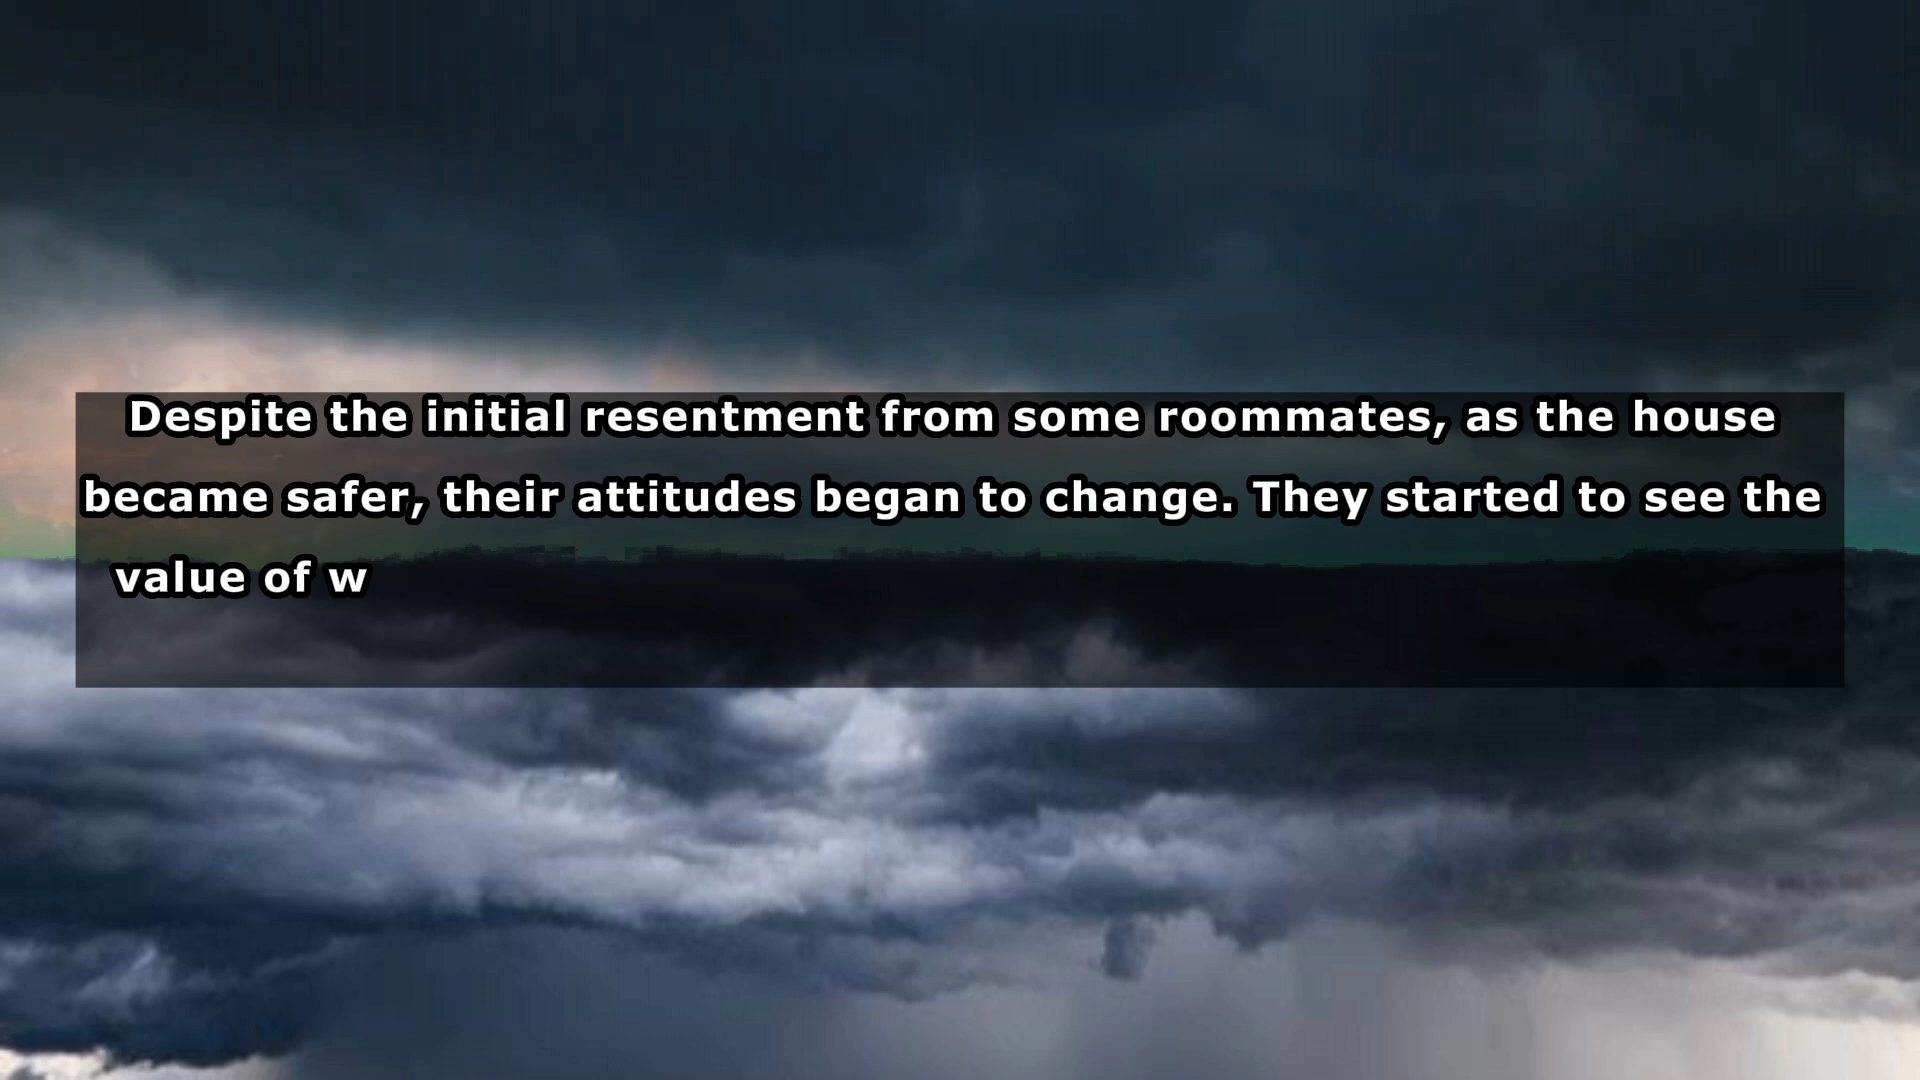 Despite the initial resentment from some roommates, as the house
became safer, their attitudes began to change. They started to see the
value of w